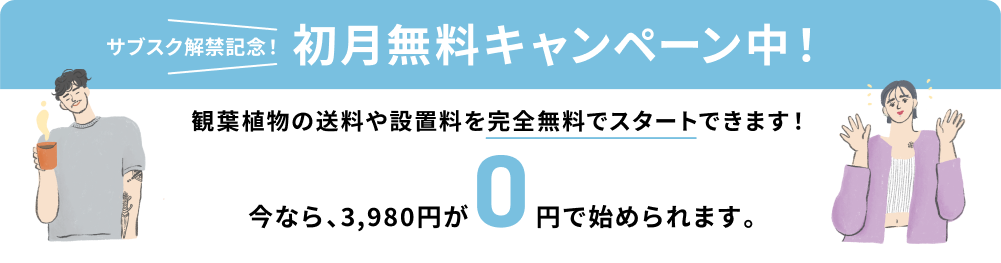 サブスク解禁記念！ 初月無料キャンペーン中！
観葉植物の送料や設置料を完全無料でスタートできます！
今なら、3,980円が0円で始められます。